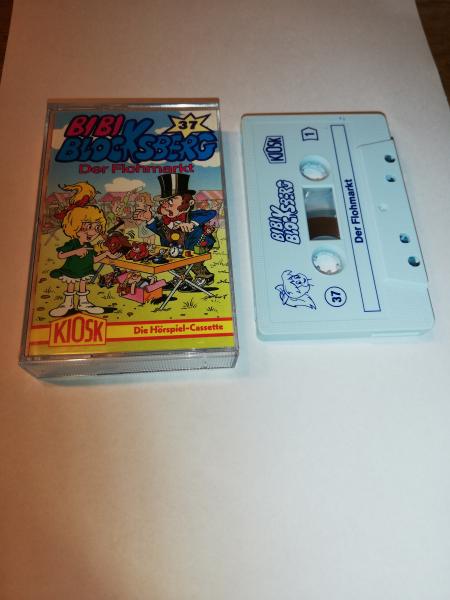 BIBI
37
BLOCKSBERG
Der Flohmarkt
KIOSK
Die Hörspiel-Cassette
KIOSK
1
BIBI
BLOCKSBERG
Der Flohmarkt
37